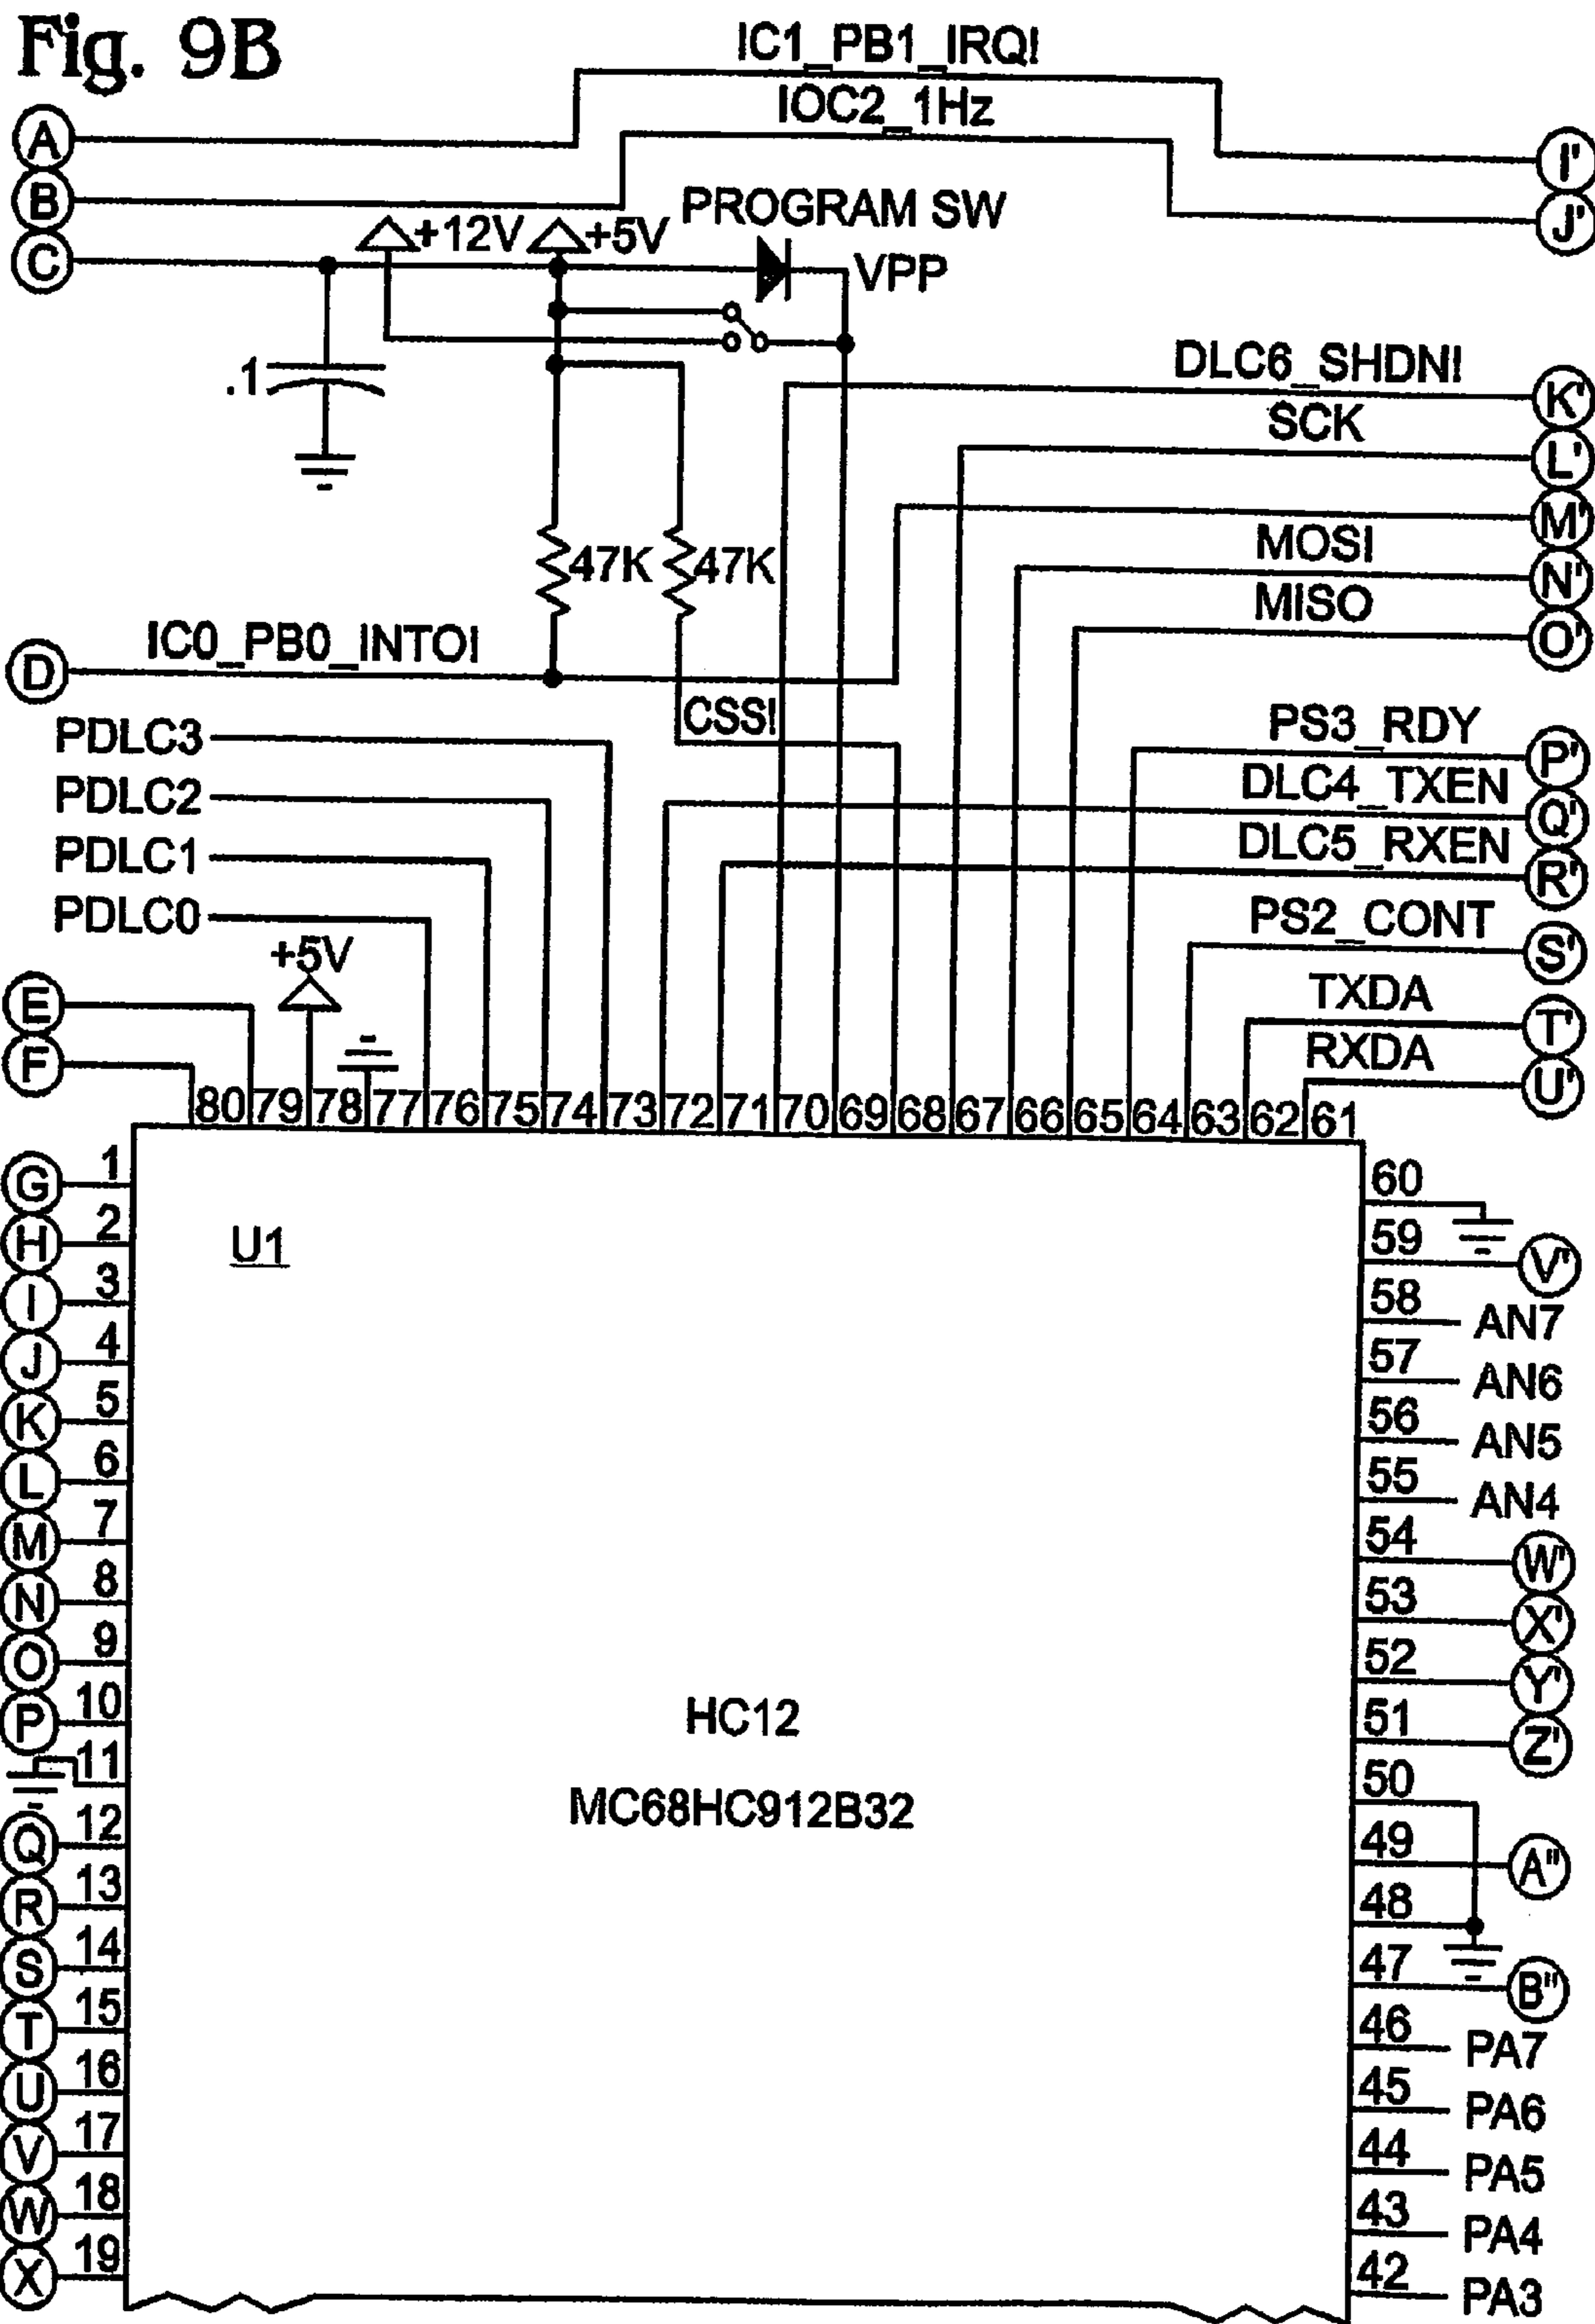 Fig. 9B
IC1_PB1_IRQ!
IOC2_1Hz
A
B
C
I'
J'
+12V
+5V
PROGRAM SW
VPP
.1
DLC6_SHDN!
K'
SCK
L'
M'
47K
47K
MOSI
N'
MISO
O'
D
IC0_PB0_INTO!
CSS!
PDLC3
PS3_RDY
P'
PDLC2
DLC4_TXEN
Q'
PDLC1
DLC5_RXEN
R'
PDLC0
PS2_CONT
S'
+5V
E
TXDA
T'
F
RXDA
U'
80 79 78 77 76 75 74 73 72 71 70 69 68 67 66 65 64 63 62 61
G 1
H 2
I 3
J 4
K 5
L 6
M 7
N 8
O 9
P 10
11
Q 12
R 13
S 14
T 15
U 16
V 17
W 18
X 19
U1
HC12
MC68HC912B32
60
59 V'
58 AN7
57 AN6
56 AN5
55 AN4
54 W'
53 X'
52 Y'
51 Z'
50
49 A"
48
47 B"
46 PA7
45 PA6
44 PA5
43 PA4
42 PA3